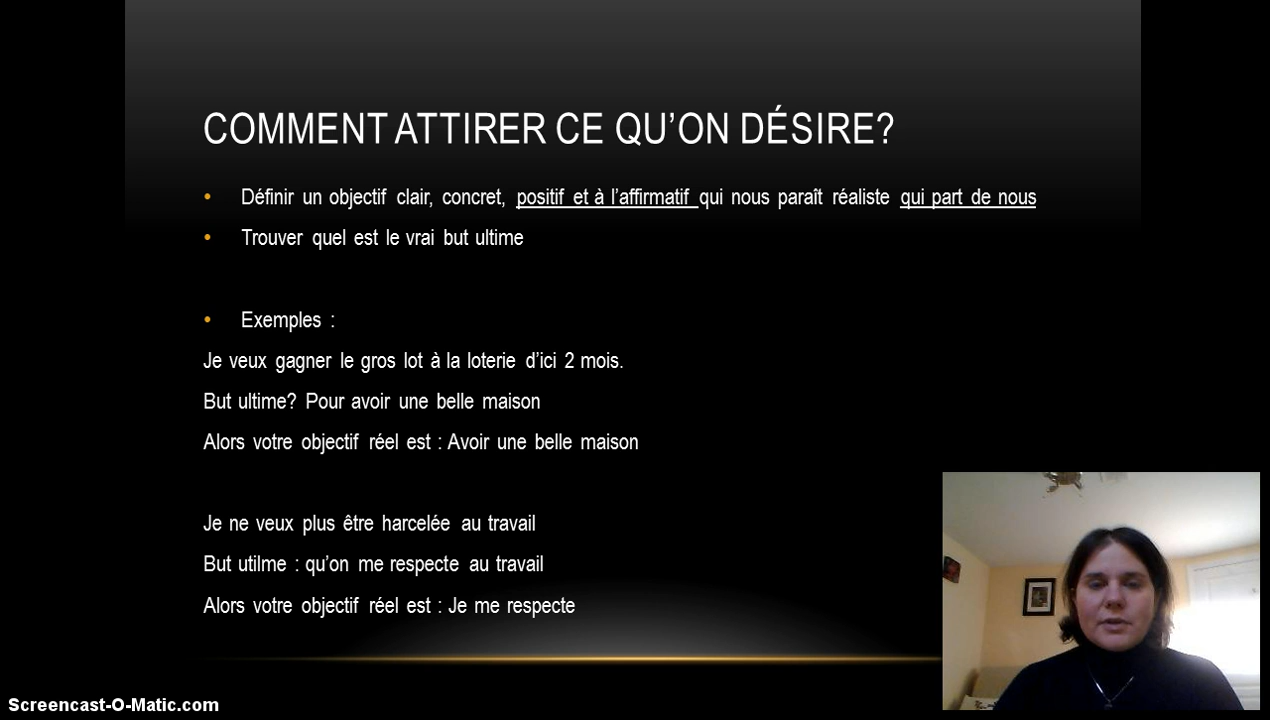 COMMENT ATTIRER CE QU'ON DÉSIRE?
• Définir un objectif clair, concret, positif et à l'affirmatif qui nous paraît réaliste qui part de nous
• Trouver quel est le vrai but ultime
• Exemples :
Je veux gagner le gros lot à la loterie d'ici 2 mois.
But ultime? Pour avoir une belle maison
Alors votre objectif réel est : Avoir une belle maison
Je ne veux plus être harcelée au travail
But utilme : qu'on me respecte au travail
Alors votre objectif réel est : Je me respecte
Screencast-O-Matic.com